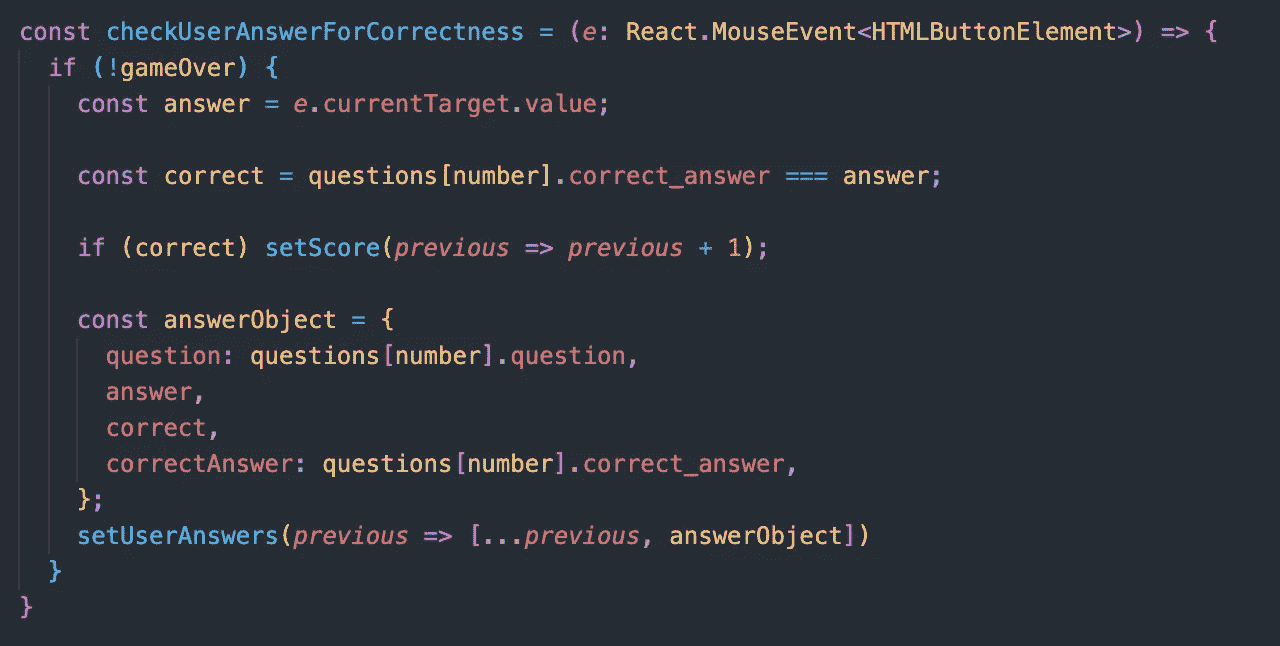 const checkUserAnswerForCorrectness = (e: React.MouseEvent<HTMLButtonElement>) => {
if (!gameOver) {
const answer = e.currentTarget.value;
const correct = questions[number].correct_answer === answer;
if (correct) setScore(previous => previous + 1);
const answerObject = {
question: questions[number].question,
answer,
correct,
correctAnswer: questions[number].correct_answer,
};
setUserAnswers(previous => [...previous, answerObject])
}
}